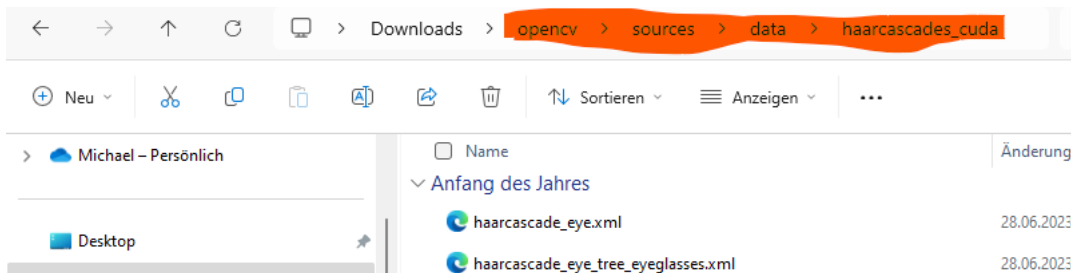 Downloads > opencv > sources > data > haarcascades_cuda
Neu
Sortieren
Anzeigen
Michael – Persönlich
Name
Änderung
Anfang des Jahres
haarcascade_eye.xml
28.06.2023
Desktop
haarcascade_eye_tree_eyeglasses.xml
28.06.2023